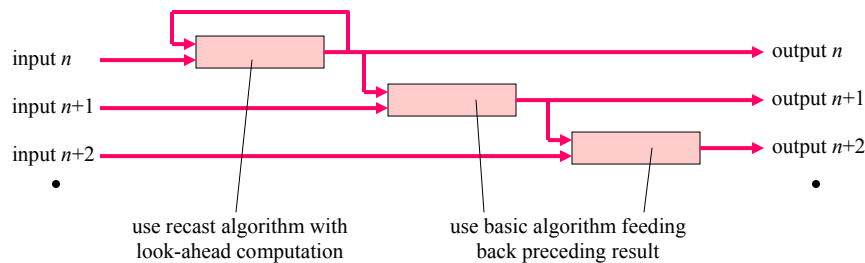 input n
output n
input n+1
output n+1
input n+2
output n+2
use recast algorithm with
look-ahead computation
use basic algorithm feeding
back preceding result